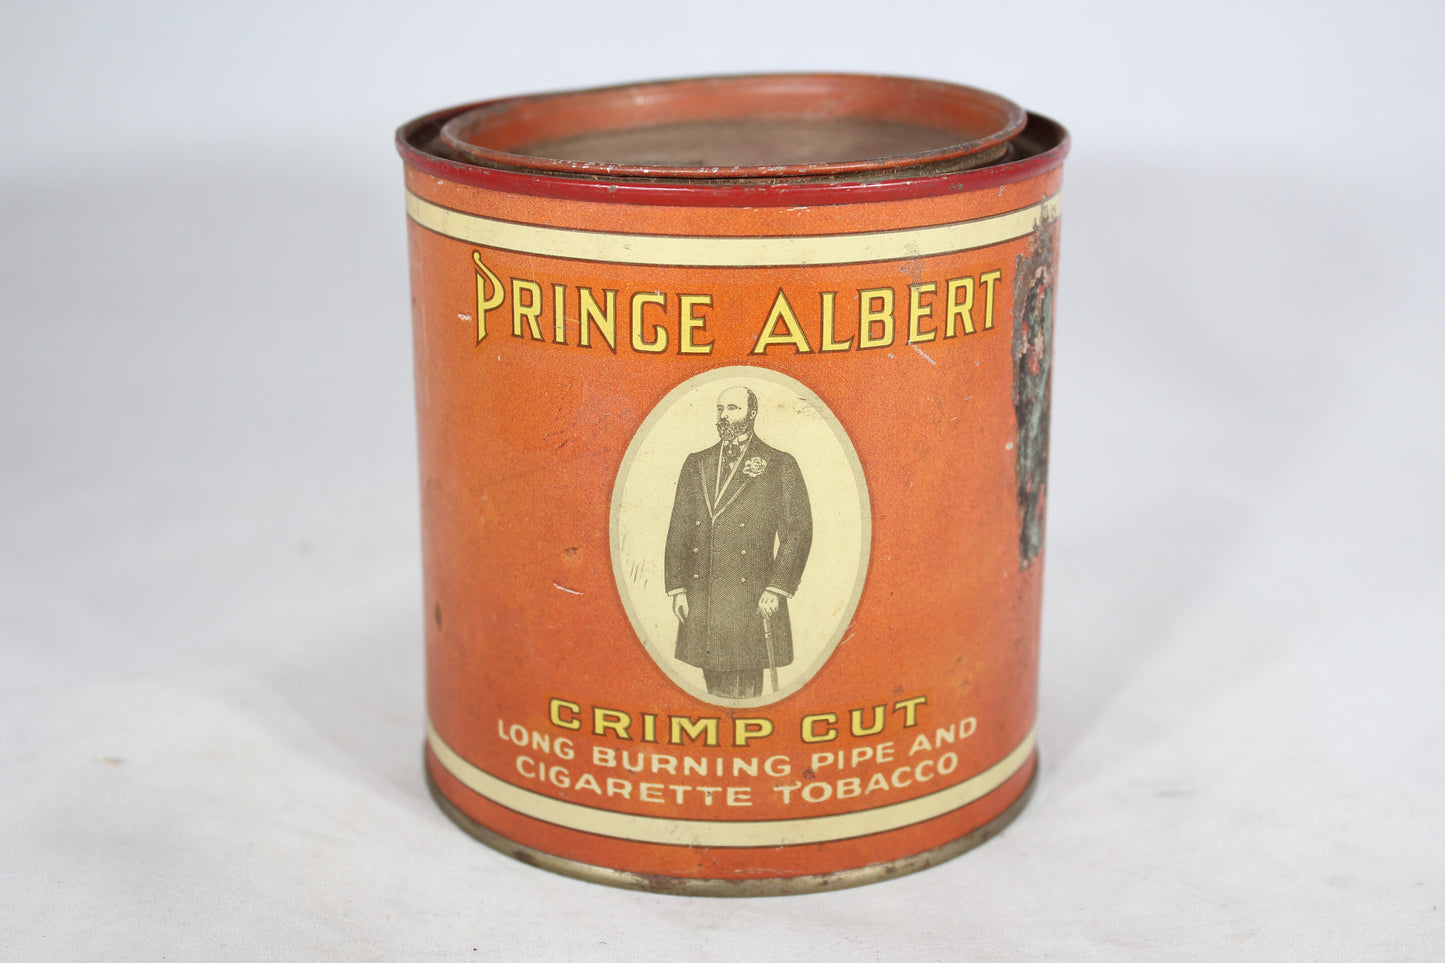 PRINCE ALBERT
CRIMP CUT
LONG BURNING PIPE AND
CIGARETTE TOBACCO